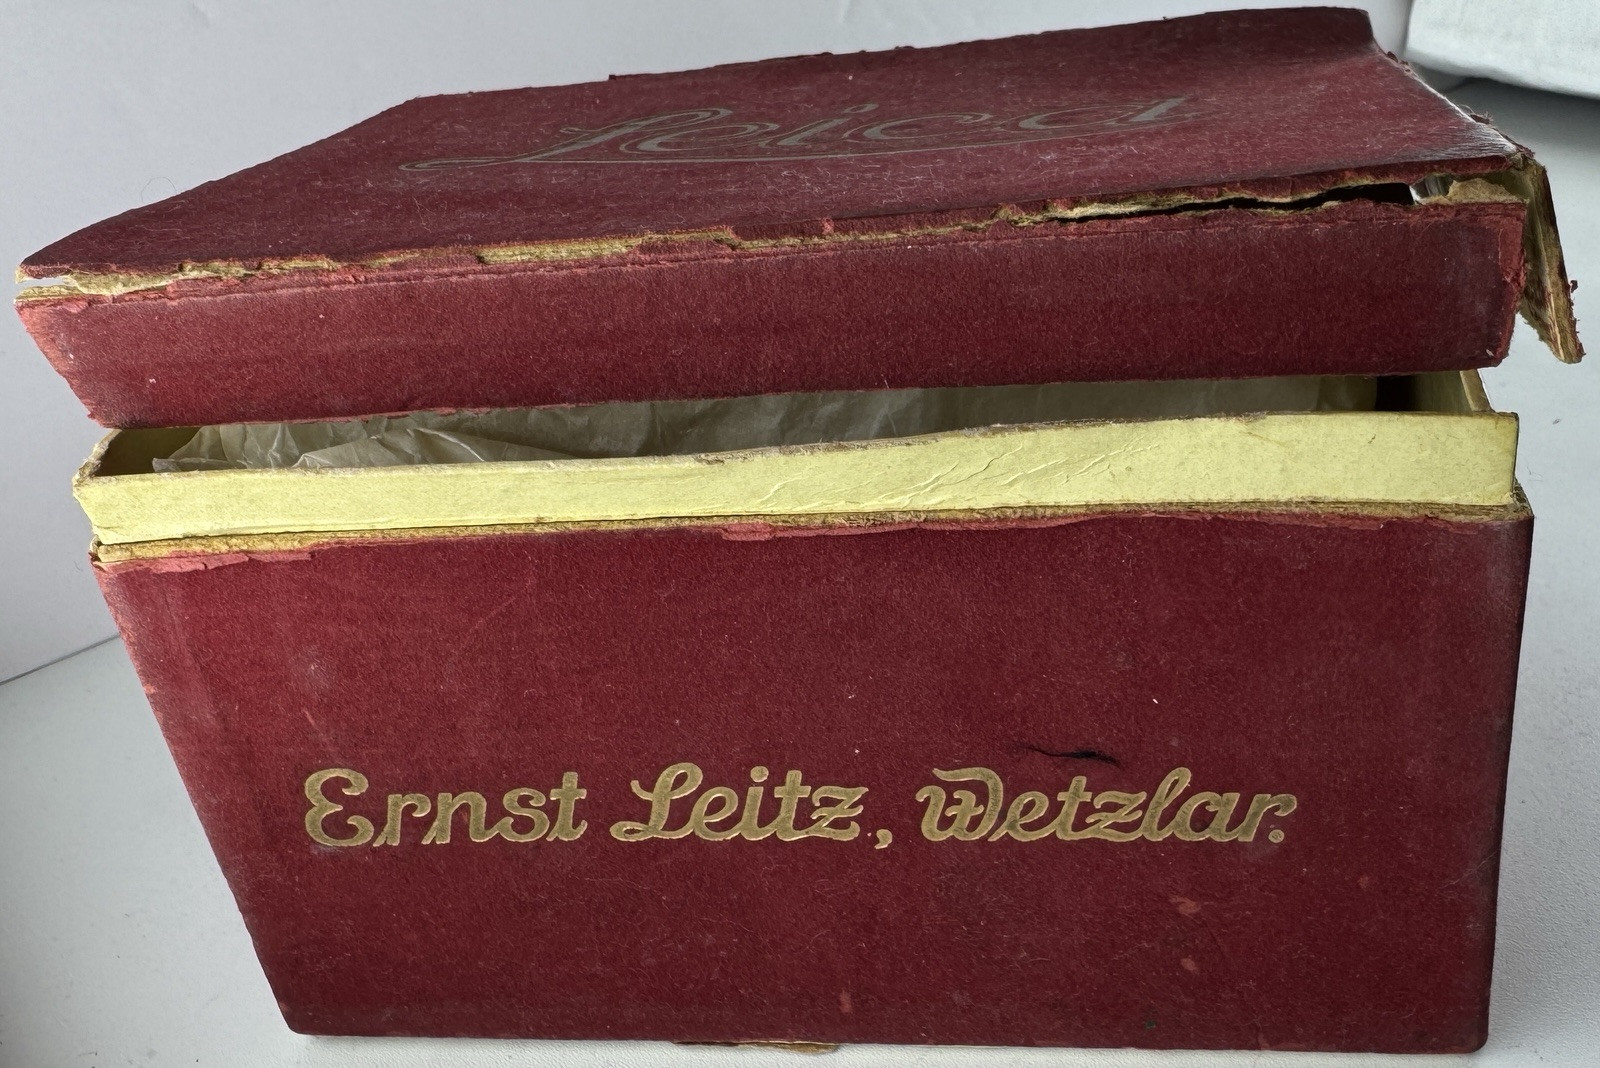 Leica
Ernst Leitz, Wetzlar.